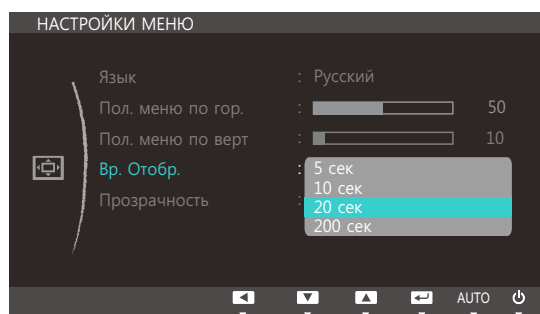 НАСТРОЙКИ МЕНЮ
Язык : Русский
Пол. меню по гор. : 50
Пол. меню по верт : 10
Вр. Отобр. : 5 сек
10 сек
Прозрачность : 20 сек
200 сек
AUTO